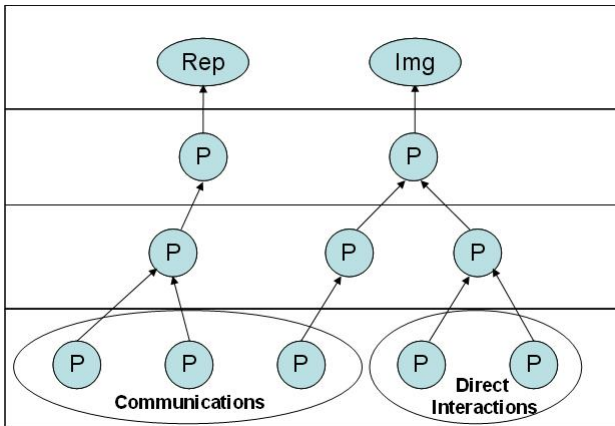 Rep Img
P P
P P P
P P P P P
Communications
Direct
Interactions